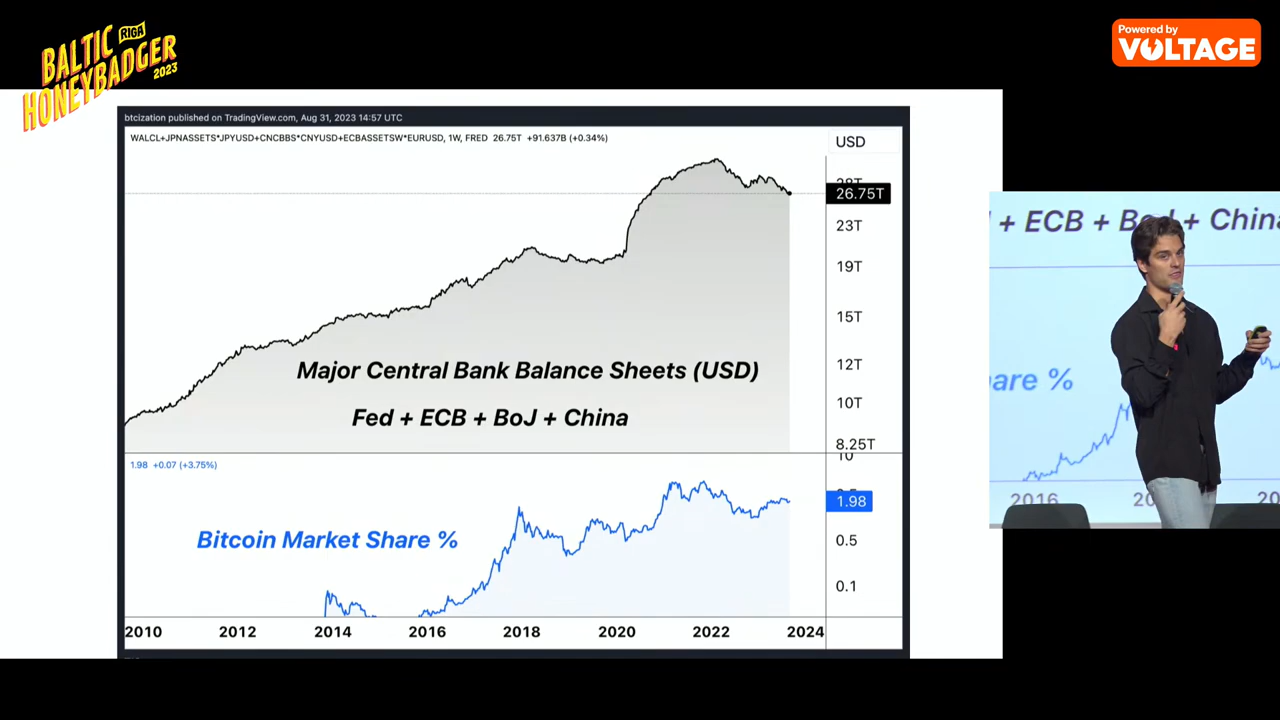 BALTIC
RIGA
HONEYBADGER
2023
Powered by
VOLTAGE
btcization published on TradingView.com, Aug 31, 2023 14:57 UTC
WALCL+JPNASSETS*JPYUSD+CNCBBS*CNYUSD+ECBASSETSW*EURUSD, 1W, FRED 26.75T +91.637B (+0.34%)
USD
28T
26.75T
23T
19T
15T
12T
10T
8.25T
Major Central Bank Balance Sheets (USD)
Fed + ECB + BoJ + China
1.98 +0.07 (+3.75%)
10
1.98
0.5
0.1
Bitcoin Market Share %
2010 2012 2014 2016 2018 2020 2022 2024
+ ECB + BoJ + China
are %
2016